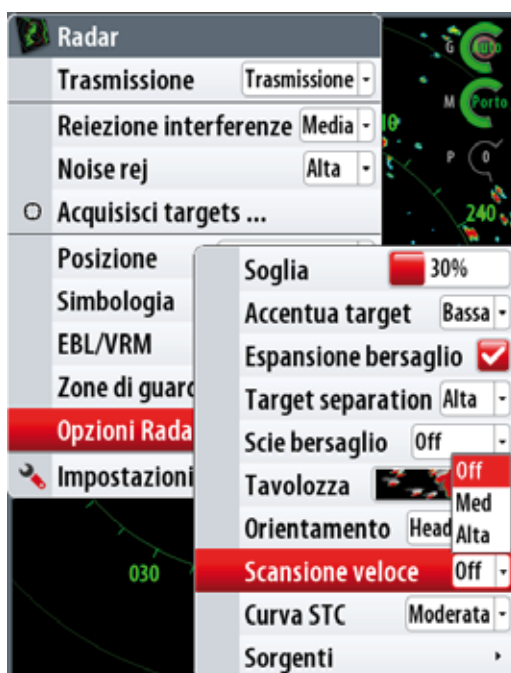 Radar
G Auto
Trasmissione Trasmissione
M Porto
Reiezione interferenze Media
Noise rej Alta
P 0
Acquisisci targets ...
240
Posizione
Simbologia
EBL/VRM
Zone di guard
Opzioni Rada
Impostazioni
Soglia 30%
Accentua target Bassa
Espansione bersaglio
Target separation Alta
Scie bersaglio Off
Off
Med
Alta
Tavolozza
Orientamento Head
Scansione veloce Off
Curva STC Moderata
Sorgenti
030